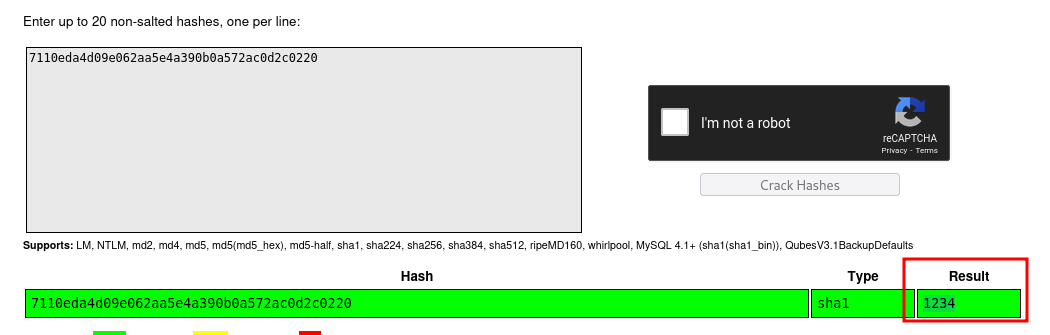 Enter up to 20 non-salted hashes, one per line:
7110eda4d09e062aa5e4a390b0a572ac0d2c0220
I'm not a robot
reCAPTCHA
Privacy - Terms
Crack Hashes
Supports: LM, NTLM, md2, md4, md5, md5(md5_hex), md5-half, sha1, sha224, sha256, sha384, sha512, ripeMD160, whirlpool, MySQL 4.1+ (sha1(sha1_bin)), QubesV3.1BackupDefaults
Hash Type Result
7110eda4d09e062aa5e4a390b0a572ac0d2c0220 sha1 1234